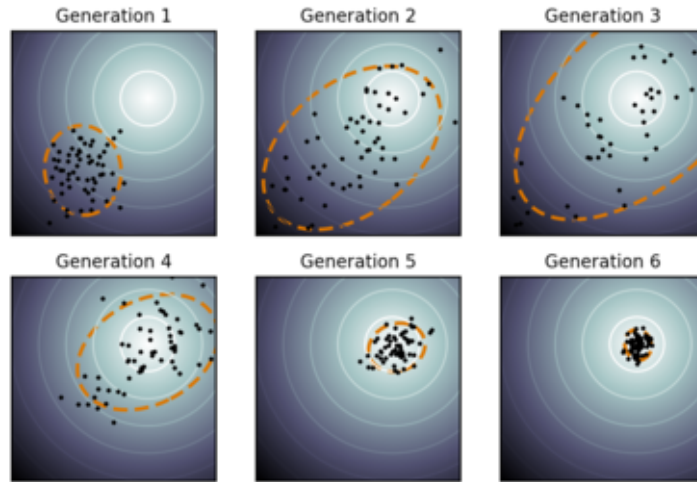 Generation 1
Generation 2
Generation 3
Generation 4
Generation 5
Generation 6